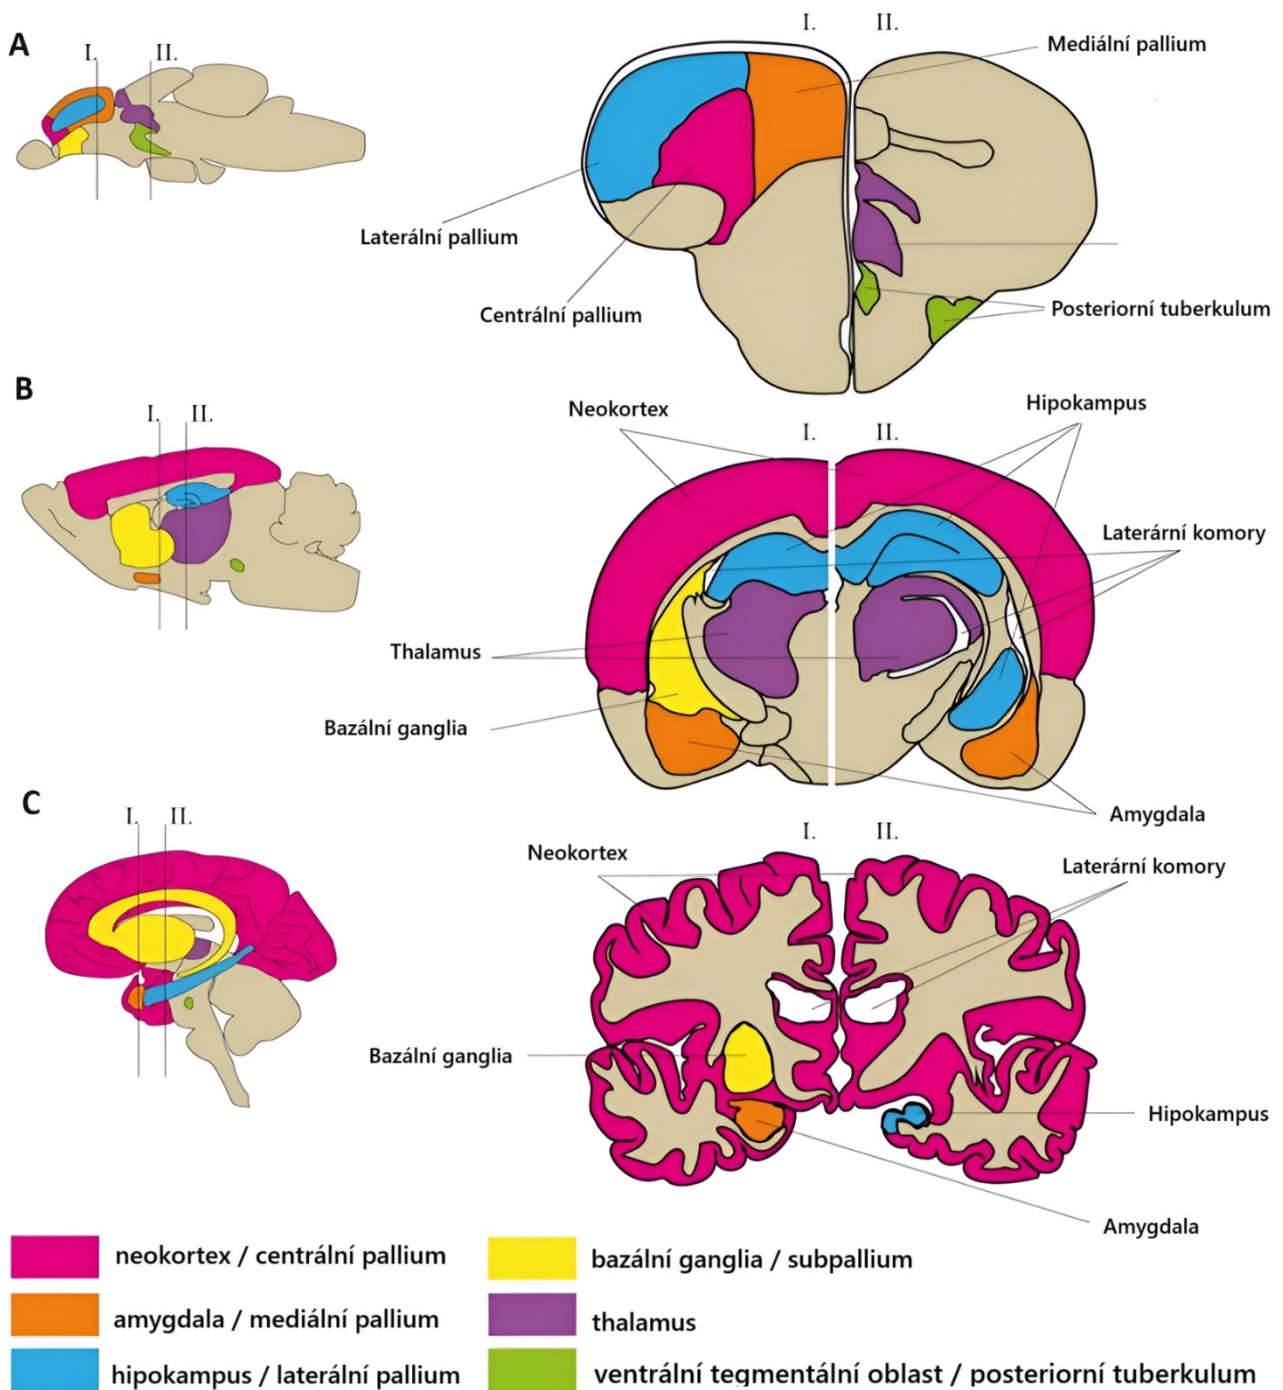 I. II.
A
Mediální pallium
I. II.
Laterální pallium
Centrální pallium
Posteriorní tuberkulum
B
Neokortex
Hipokampus
I. II.
I. II.
Laterární komory
Thalamus
Bazální ganglia
Amygdala
C
I. II.
I. II.
Neokortex
Laterární komory
Bazální ganglia
Hipokampus
Amygdala
neokortex / centrální pallium
bazální ganglia / subpallium
amygdala / mediální pallium
thalamus
hipokampus / laterální pallium
ventrální tegmentální oblast / posteriorní tuberkulum